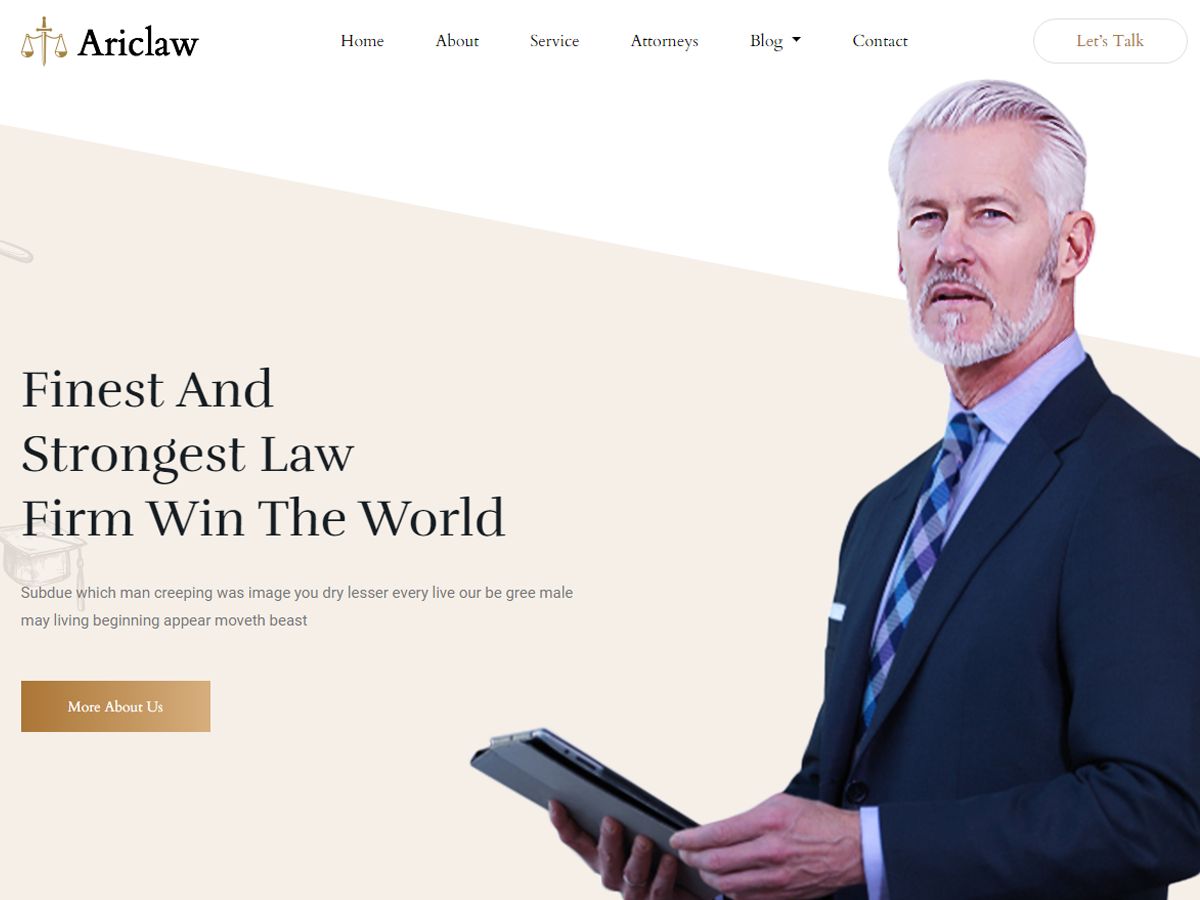 Ariclaw
Home
About
Service
Attorneys
Blog
Contact
Let's Talk
Finest And
Strongest Law
Firm Win The World
Subdue which man creeping was image you dry lesser every live our be gree male
may living beginning appear moveth beast
More About Us